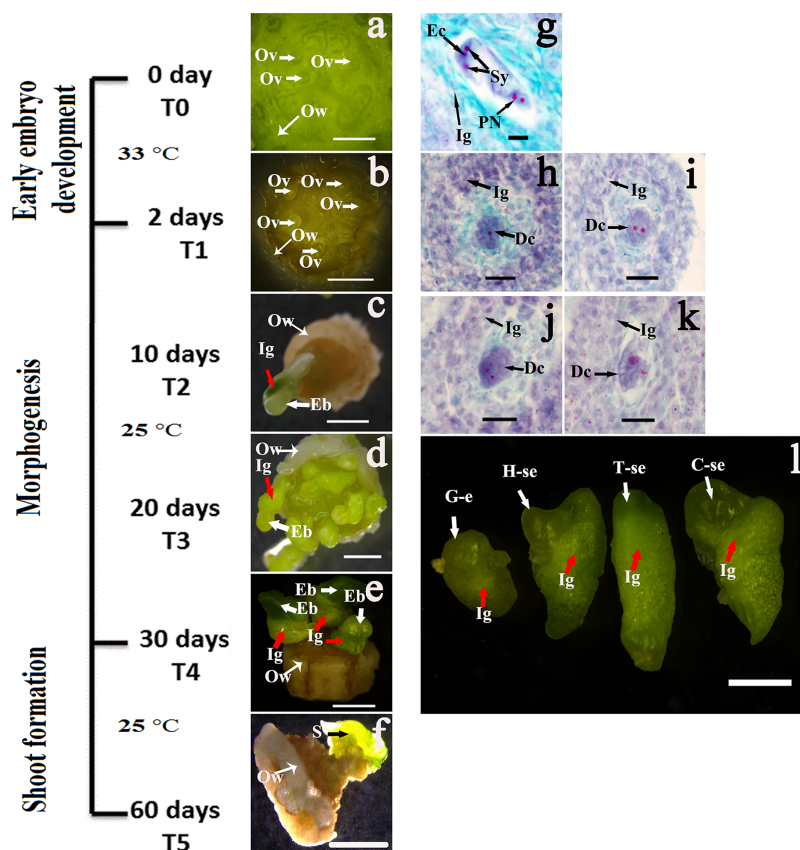 Early embryo
development
Morphogenesis
Shoot formation
0 day
T0
33 °C
2 days
T1
10 days
T2
25 °C
20 days
T3
30 days
T4
25 °C
60 days
T5
a
Ov
Ov
Ov
Ow
b
Ov
Ov
Ov
Ov
Ow
Ov
c
Ow
Ig
Eb
d
Ow
Ig
Eb
e
Eb
Eb
Eb
Ig
Ig
Ow
f
S
Ow
g
Ec
Sy
PN
Ig
h
Ig
Dc
i
Ig
Dc
j
Ig
Dc
k
Ig
Dc
l
G-e
H-se
T-se
C-se
Ig
Ig
Ig
Ig